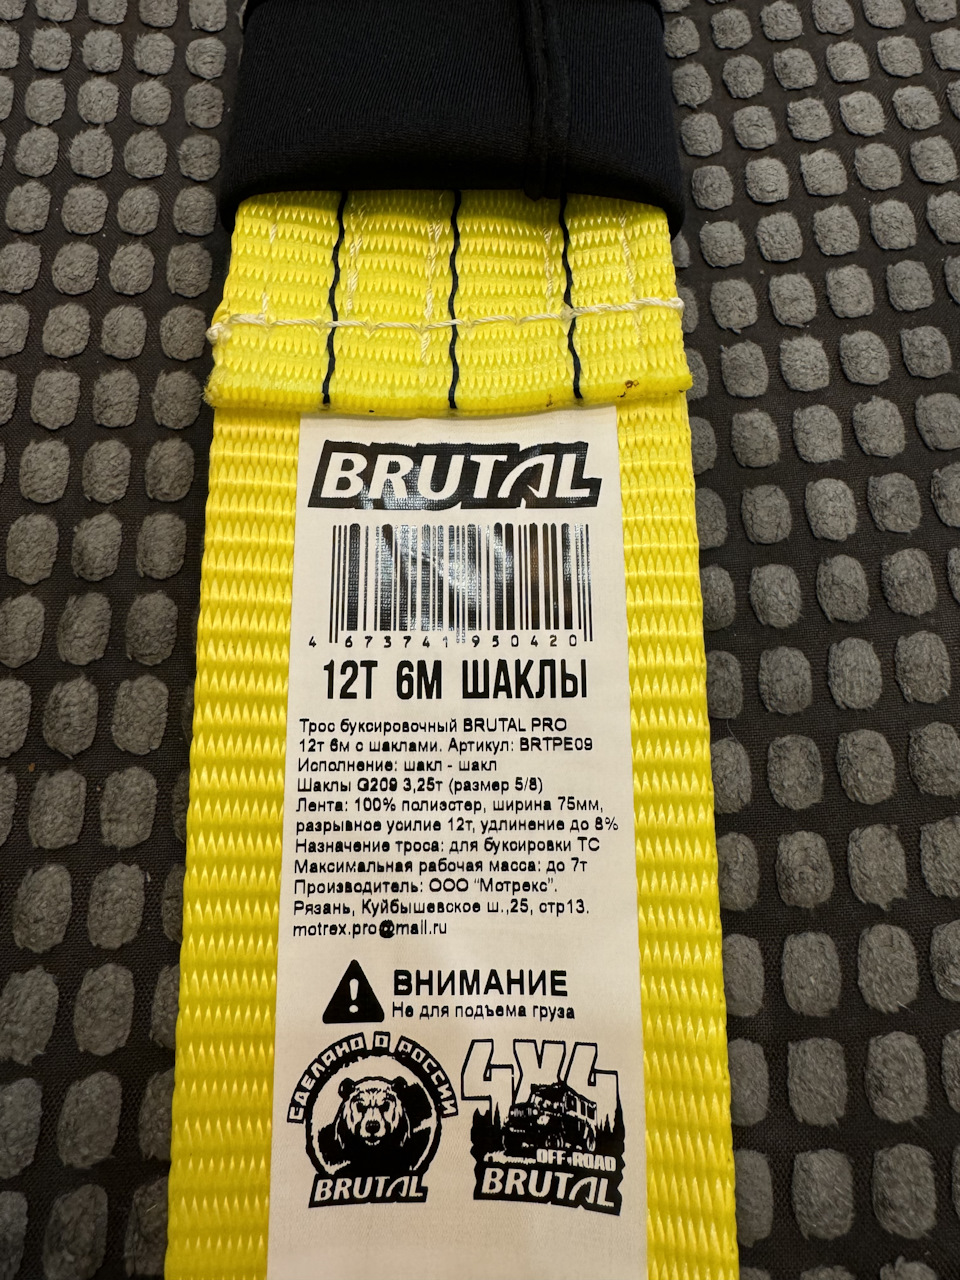 BRUTAL
4 673741 950420
12Т 6М ШАКЛЫ
Трос буксировочный BRUTAL PRO
12т 6м с шаклами. Артикул: BRTPE09
Исполнение: шакл - шакл
Шаклы G209 3,25т (размер 5/8)
Лента: 100% полиэстер, ширина 75мм,
разрывное усилие 12т, удлинение до 8%
Назначение троса: для буксировки ТС
Максимальная рабочая масса: до 7т
Производитель: ООО "Мотрекс".
Рязань, Куйбышевское ш.,25, стр13.
motrex.pro@mail.ru
ВНИМАНИЕ
Не для подъема груза
СДЕЛАНО В РОССИИ
BRUTAL
4X4
OFF-ROAD
BRUTAL